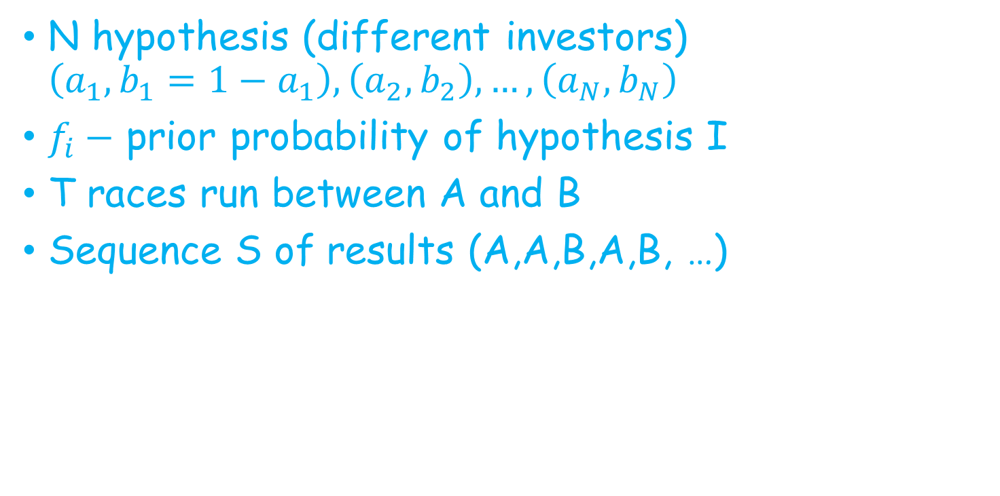 • N hypothesis (different investors)
(𝑎₁, 𝑏₁ = 1 − 𝑎₁), (𝑎₂, 𝑏₂), … , (𝑎_N, 𝑏_N)
• 𝑓ᵢ − prior probability of hypothesis I
• T races run between A and B
• Sequence S of results (A,A,B,A,B, …)